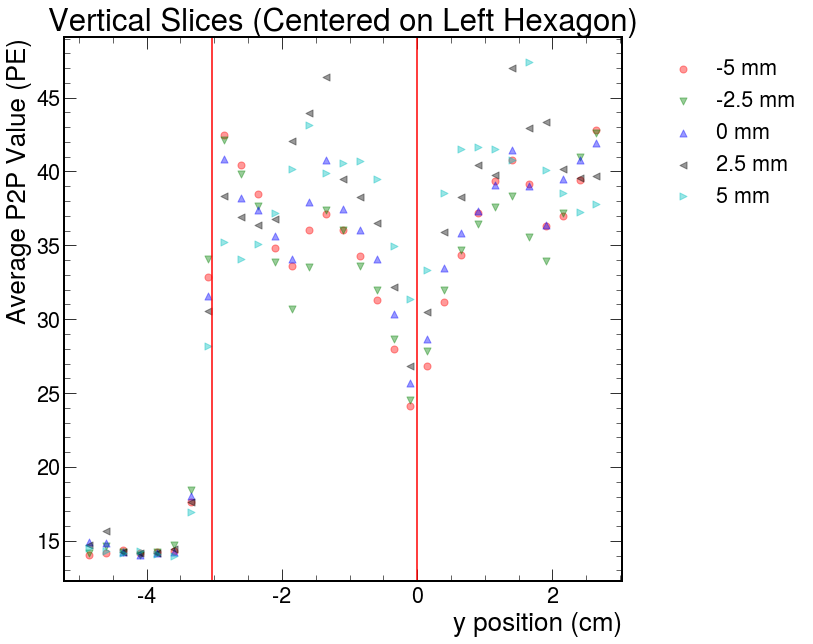 Vertical Slices (Centered on Left Hexagon)
Average P2P Value (PE)
45
40
35
30
25
20
15
-4
-2
0
2
y position (cm)
-5 mm
-2.5 mm
0 mm
2.5 mm
5 mm